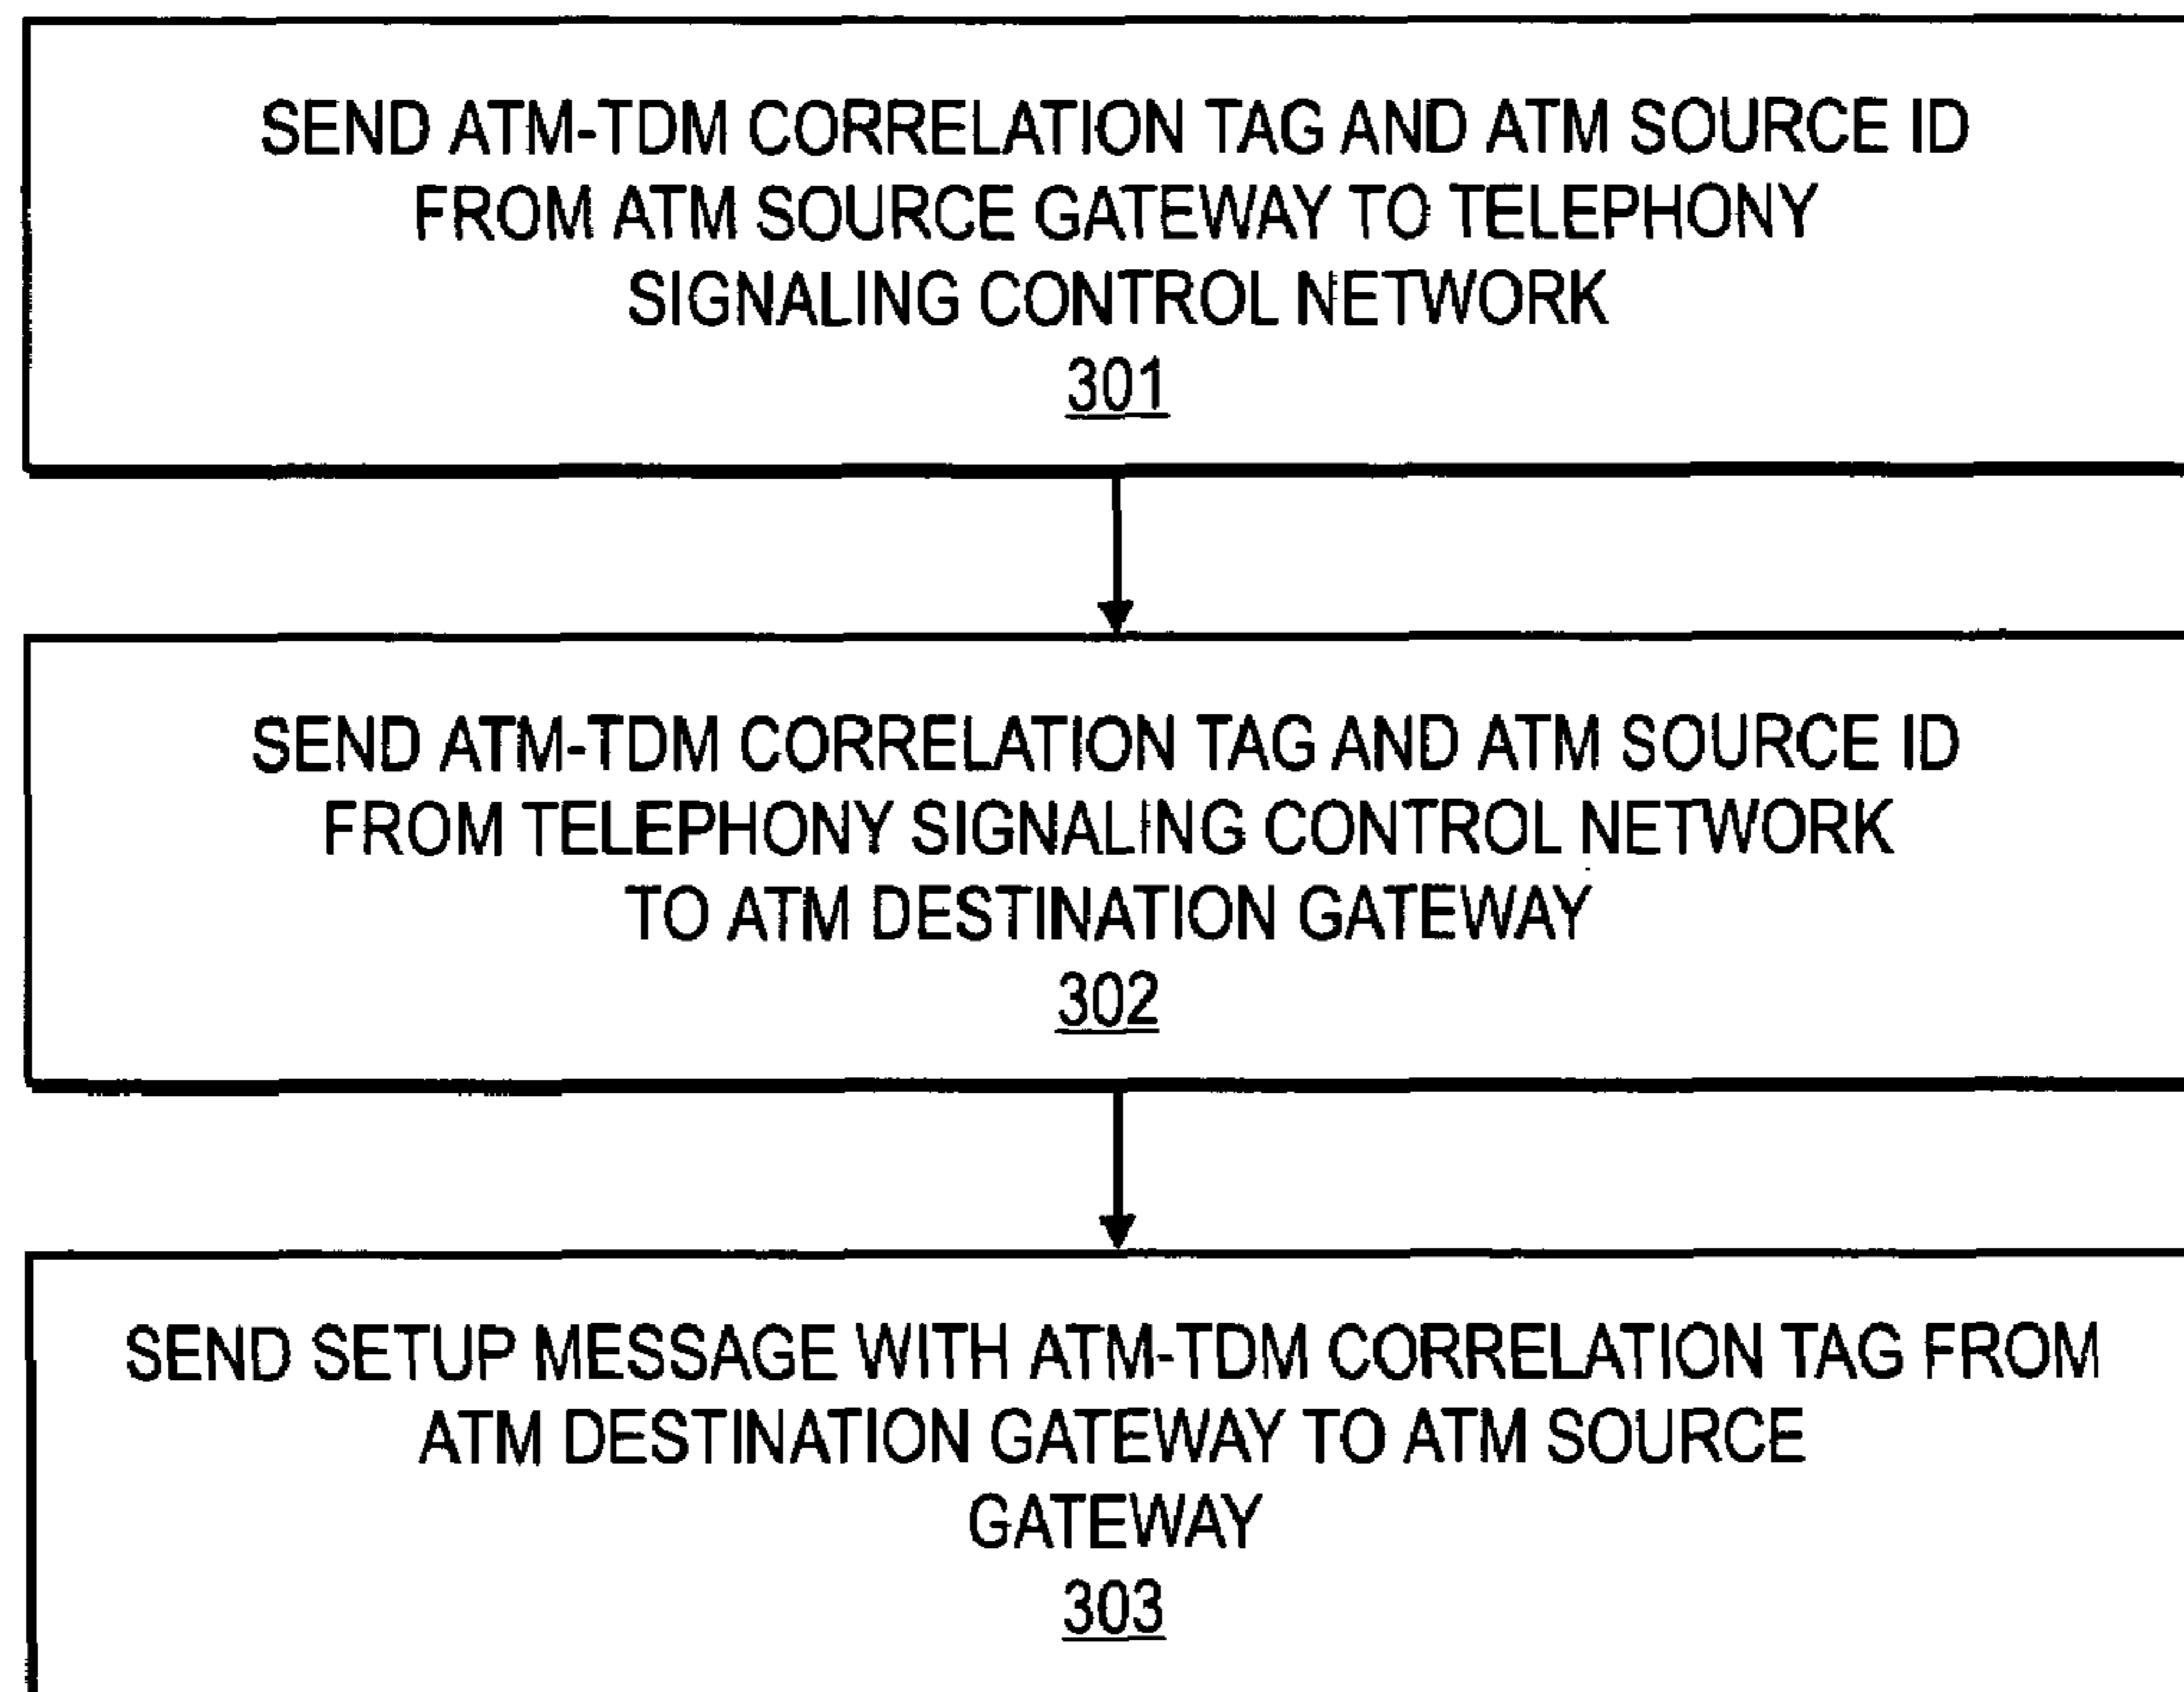 SEND ATM-TDM CORRELATION TAG AND ATM SOURCE ID
FROM ATM SOURCE GATEWAY TO TELEPHONY
SIGNALING CONTROL NETWORK
301
SEND ATM-TDM CORRELATION TAG AND ATM SOURCE ID
FROM TELEPHONY SIGNALING CONTROL NETWORK
TO ATM DESTINATION GATEWAY
302
SEND SETUP MESSAGE WITH ATM-TDM CORRELATION TAG FROM
ATM DESTINATION GATEWAY TO ATM SOURCE
GATEWAY
303